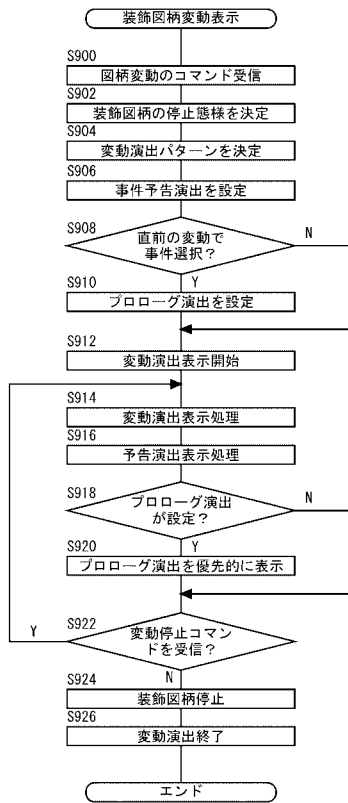 装飾図柄変動表示
S900
図柄変動のコマンド受信
S902
装飾図柄の停止態様を決定
S904
変動演出パターンを決定
S906
事件予告演出を設定
S908
直前の変動で
事件選択？
N
Y
S910
プロローグ演出を設定
S912
変動演出表示開始
S914
変動演出表示処理
S916
予告演出表示処理
S918
プロローグ演出
が設定？
N
Y
S920
プロローグ演出を優先的に表示
S922
変動停止コマン
ドを受信？
Y
N
S924
装飾図柄停止
S926
変動演出終了
エンド